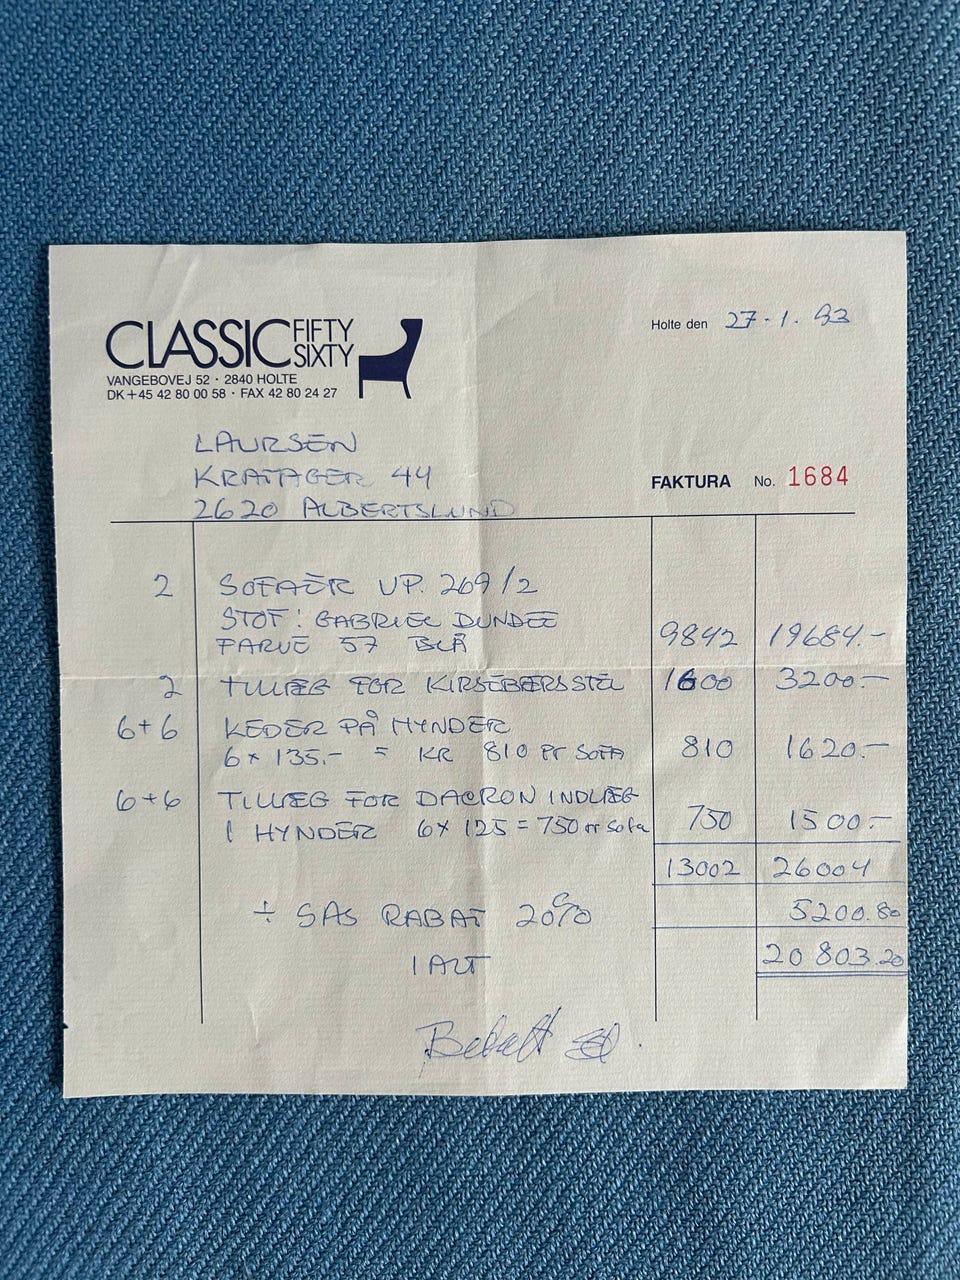 CLASSIC FIFTY SIXTY
VANGEBOVEJ 52 · 2840 HOLTE
DK+45 42 80 00 58 · FAX 42 80 24 27
Holte den 27-1. 93
LAURSEN
KRATAGER 44
2620 ALBERTSLUND
FAKTURA No. 1684
2 SOFAER VP. 269/2
STOF: GABRIEL DUNDEE
FARVE 57 BLÅ 9842 19684.-
2 TILLÆG FOR KIRSEBÆRSSTEL 1600 3200.-
6+6 KEDER PÅ HYNDER
6 × 135.- = KR 810 PR SOFA 810 1620.-
6+6 TILLÆG FOR DACRON INDLÆG
I HYNDER 6× 125 = 750 pr sofa 750 1500.-
13002 26004
÷ SAS RABAT 20% 5200.80
I ALT 20 803.20
Betalt